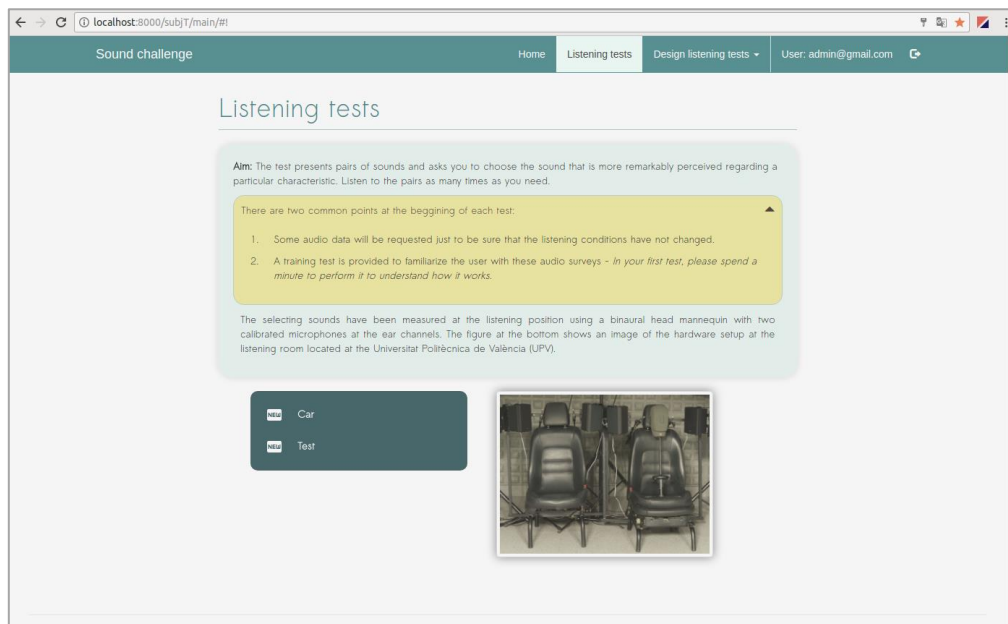 localhost:8000/subjT/main/#!
Sound challenge
Home
Listening tests
Design listening tests
User: admin@gmail.com
Listening tests
Aim: The test presents pairs of sounds and asks you to choose the sound that is more remarkably perceived regarding a
particular characteristic. Listen to the pairs as many times as you need.
There are two common points at the beggining of each test:
1. Some audio data will be requested just to be sure that the listening conditions have not changed.
2. A training test is provided to familiarize the user with these audio surveys - In your first test, please spend a
minute to perform it to understand how it works.
The selecting sounds have been measured at the listening position using a binaural head mannequin with two
calibrated microphones at the ear channels. The figure at the bottom shows an image of the hardware setup at the
listening room located at the Universitat Politècnica de València (UPV).
NEW Car
NEW Test